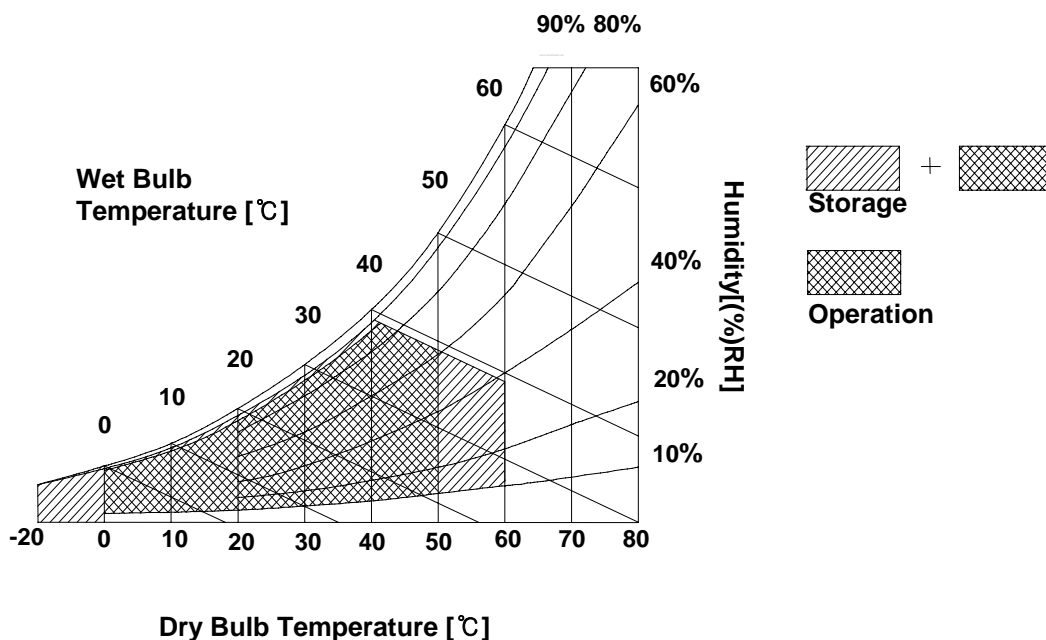 90% 80%
60
60%
50
Wet Bulb
Temperature [℃]
40
40%
30
Humidity[(%)RH]
20
20%
10
0
10%
-20 0 10 20 30 40 50 60 70 80
Dry Bulb Temperature [℃]
+
Storage
Operation